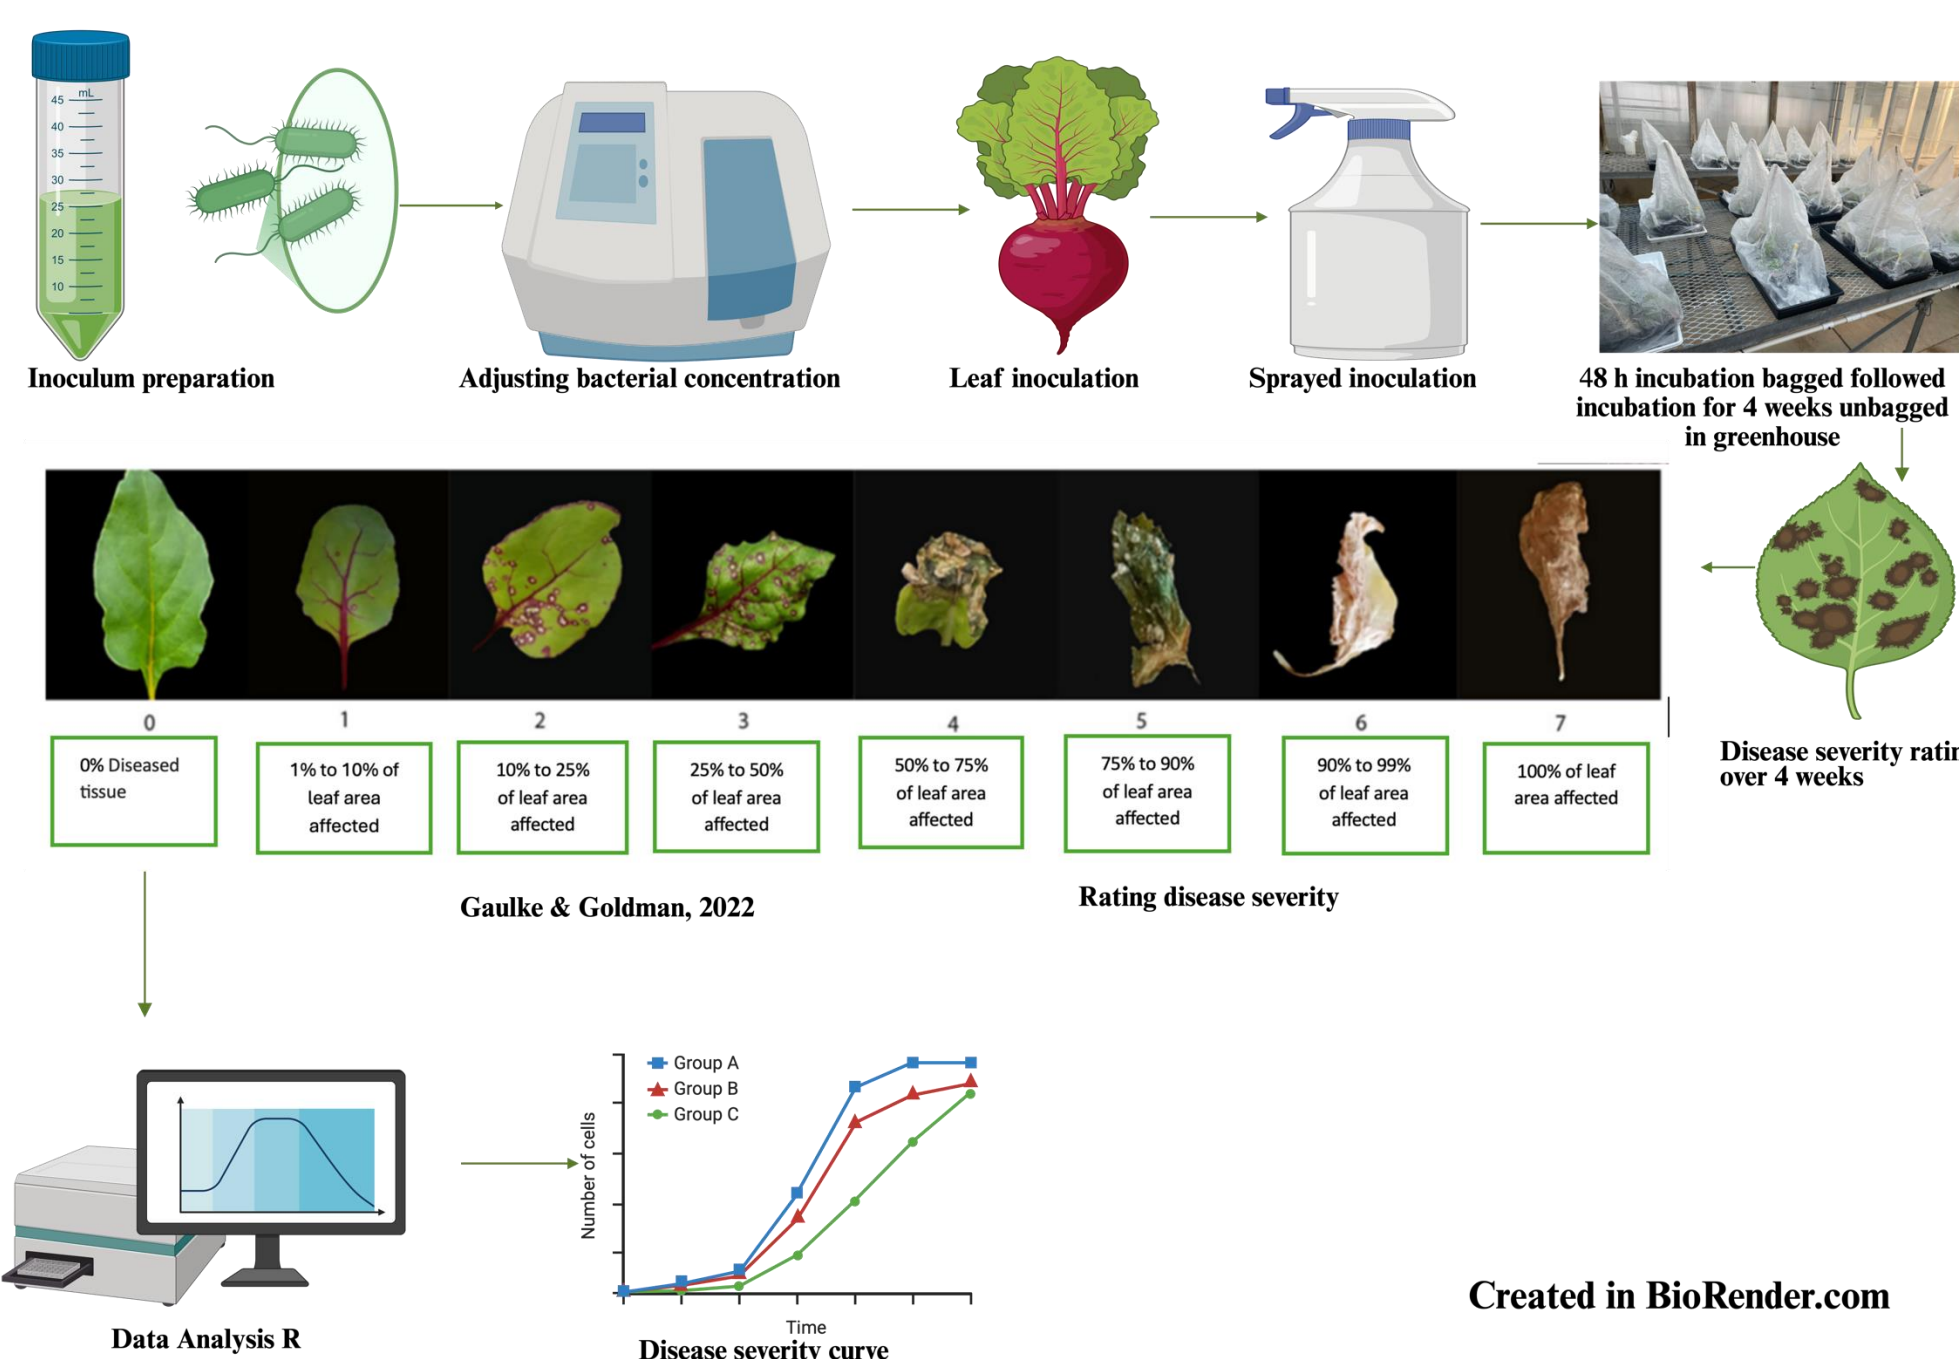 mL
45
40
35
30
25
20
15
10
Inoculum preparation
Adjusting bacterial concentration
Leaf inoculation
Sprayed inoculation
48 h incubation bagged followed
incubation for 4 weeks unbagged
in greenhouse
0
1
2
3
4
5
6
7
0% Diseased
tissue
1% to 10% of
leaf area
affected
10% to 25%
of leaf area
affected
25% to 50%
of leaf area
affected
50% to 75%
of leaf area
affected
75% to 90%
of leaf area
affected
90% to 99%
of leaf area
affected
100% of leaf
area affected
Disease severity ratin
over 4 weeks
Gaulke & Goldman, 2022
Rating disease severity
Group A
Group B
Group C
Number of cells
Time
Data Analysis R
Disease severity curve
Created in BioRender.com